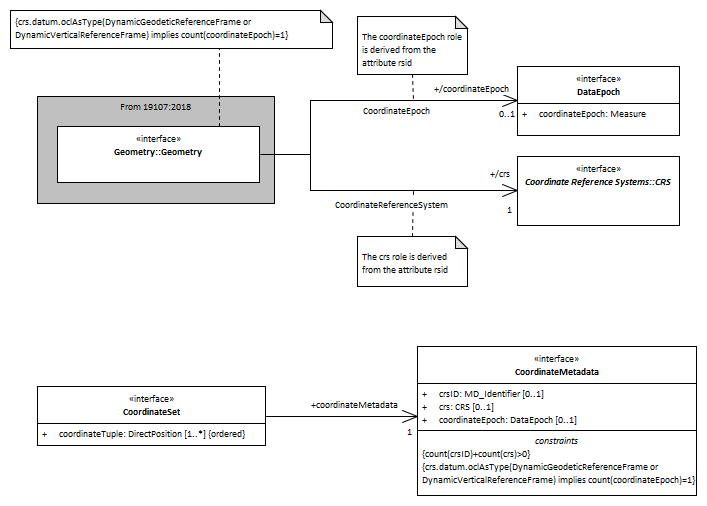 {crs.datum.oclAsType(DynamicGeodeticReferenceFrame or
DynamicVerticalReferenceFrame) implies count(coordinateEpoch)=1}
The coordinateEpoch role
is derived from the
attribute rsid
From 19107:2018
«interface»
Geometry::Geometry
+/coordinateEpoch
0..1
CoordinateEpoch
«interface»
DataEpoch
+ coordinateEpoch: Measure
+/crs
1
CoordinateReferenceSystem
«interface»
Coordinate Reference Systems::CRS
The crs role is derived
from the attribute rsid
«interface»
CoordinateSet
+ coordinateTuple: DirectPosition [1..*] {ordered}
+coordinateMetadata
1
«interface»
CoordinateMetadata
+ crsID: MD_Identifier [0..1]
+ crs: CRS [0..1]
+ coordinateEpoch: DataEpoch [0..1]
constraints
{count(crsID)+count(crs)>0}
{crs.datum.oclAsType(DynamicGeodeticReferenceFrame or
DynamicVerticalReferenceFrame) implies count(coordinateEpoch)=1}